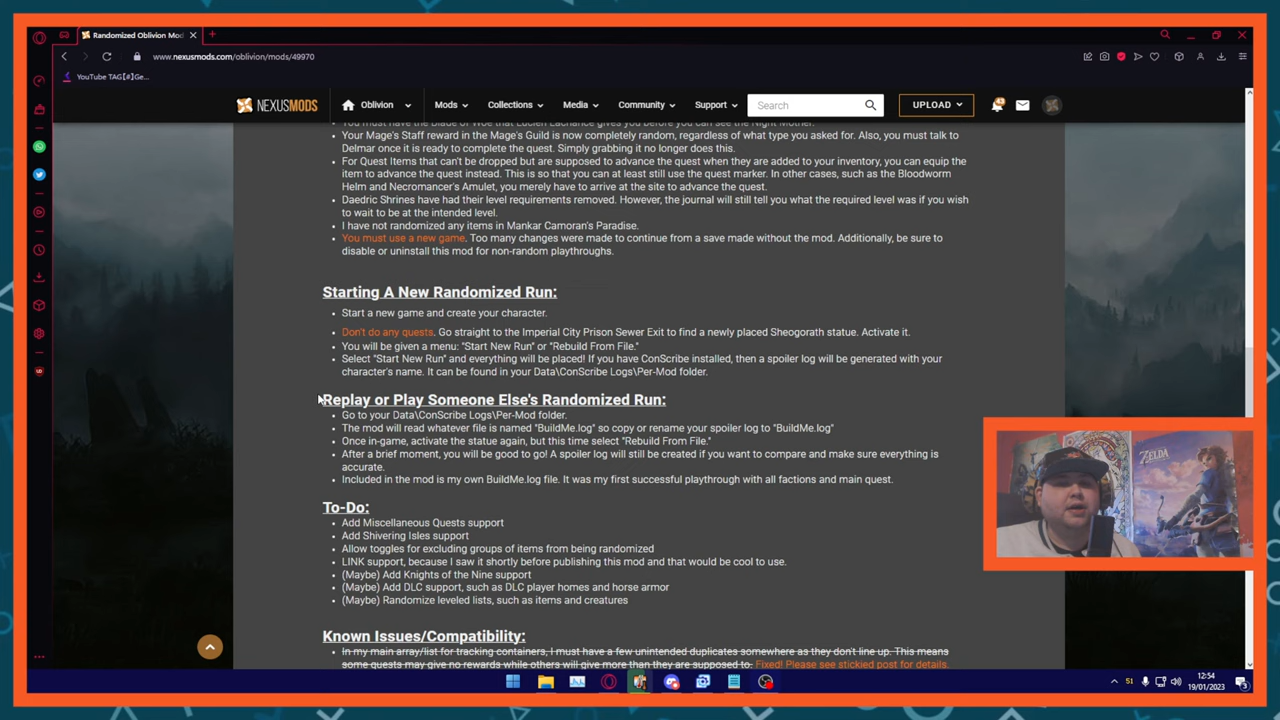 Randomized Oblivion Mod
www.nexusmods.com/oblivion/mods/49970
YouTube TAG【#】Ge...
NEXUSMODS
Oblivion
Mods
Collections
Media
Community
Support
Search
UPLOAD
You must have the Blade of Woe that Lucien Lachance gives you before you can see the Night Mother.
Your Mage's Staff reward in the Mage's Guild is now completely random, regardless of what type you asked for. Also, you must talk to
Delmar once it is ready to complete the quest. Simply grabbing it no longer does this.
For Quest Items that can't be dropped but are supposed to advance the quest when they are added to your inventory, you can equip the
item to advance the quest instead. This is so that you can at least still use the quest marker. In other cases, such as the Bloodworm
Helm and Necromancer's Amulet, you merely have to arrive at the site to advance the quest.
Daedric Shrines have had their level requirements removed. However, the journal will still tell you what the required level was if you wish
to wait to be at the intended level.
I have not randomized any items in Mankar Camoran's Paradise.
You must use a new game. Too many changes were made to continue from a save made without the mod. Additionally, be sure to
disable or uninstall this mod for non-random playthroughs.
Starting A New Randomized Run:
Start a new game and create your character.
Don't do any quests. Go straight to the Imperial City Prison Sewer Exit to find a newly placed Sheogorath statue. Activate it.
You will be given a menu: "Start New Run" or "Rebuild From File."
Select "Start New Run" and everything will be placed! If you have ConScribe installed, then a spoiler log will be generated with your
character's name. It can be found in your Data\ConScribe Logs\Per-Mod folder.
Replay or Play Someone Else's Randomized Run:
Go to your Data\ConScribe Logs\Per-Mod folder.
The mod will read whatever file is named "BuildMe.log" so copy or rename your spoiler log to "BuildMe.log"
Once in-game, activate the statue again, but this time select "Rebuild From File."
After a brief moment, you will be good to go! A spoiler log will still be created if you want to compare and make sure everything is
accurate.
Included in the mod is my own BuildMe.log file. It was my first successful playthrough with all factions and main quest.
To-Do:
Add Miscellaneous Quests support
Add Shivering Isles support
Allow toggles for excluding groups of items from being randomized
LINK support, because I saw it shortly before publishing this mod and that would be cool to use.
(Maybe) Add Knights of the Nine support
(Maybe) Add DLC support, such as DLC player homes and horse armor
(Maybe) Randomize leveled lists, such as items and creatures
Known Issues/Compatibility:
In my main array/list for tracking containers, I must have a few unintended duplicates somewhere as they don't line up. This means
some quests may give no rewards while others will give more than they are supposed to. Fixed! Please see stickied post for details.
ZELDA
51
12:54
19/01/2023